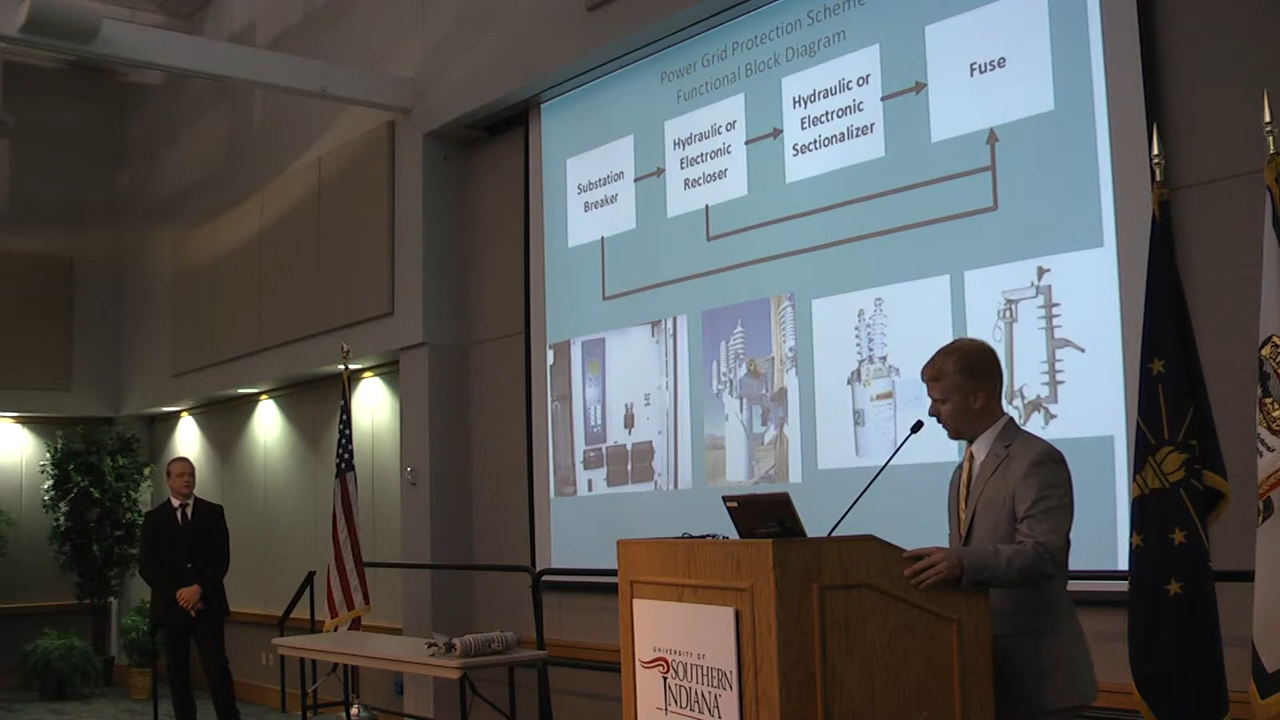 Power Grid Protection Scheme
Functional Block Diagram
Substation
Breaker
Hydraulic or
Electronic
Recloser
Hydraulic or
Electronic
Sectionalizer
Fuse
UNIVERSITY OF
SOUTHERN
INDIANA